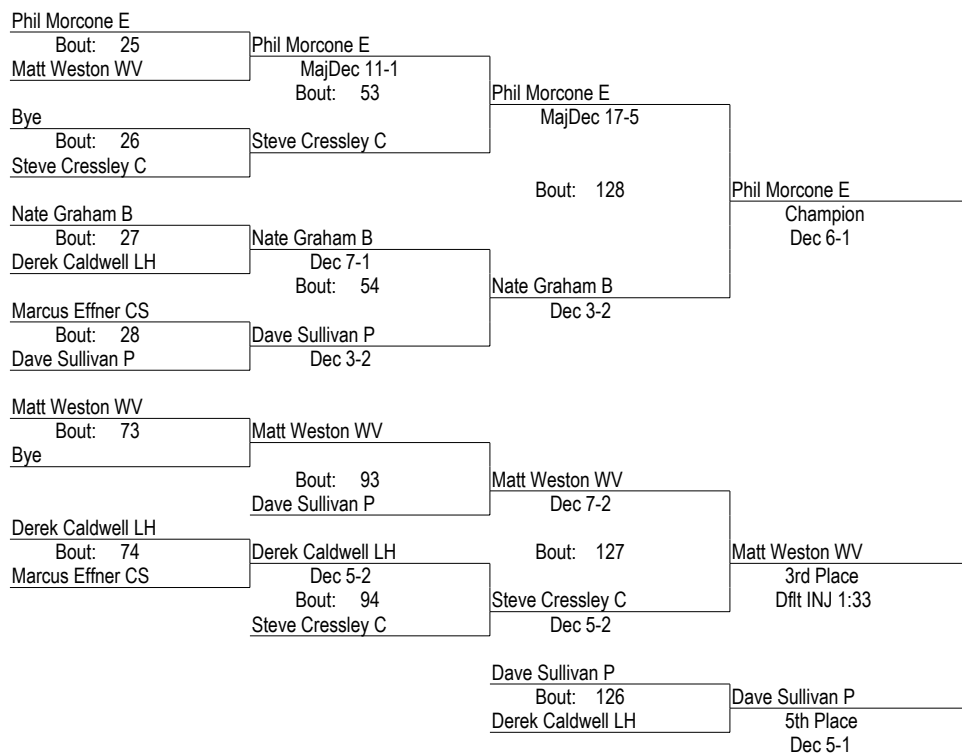 Phil Morcone E
Bout: 25
Matt Weston WV
Phil Morcone E
MajDec 11-1
Bout: 53
Bye
Bout: 26
Steve Cressley C
Steve Cressley C
Phil Morcone E
MajDec 17-5
Bout: 128
Nate Graham B
Bout: 27
Derek Caldwell LH
Nate Graham B
Dec 7-1
Bout: 54
Marcus Effner CS
Bout: 28
Dave Sullivan P
Dave Sullivan P
Dec 3-2
Nate Graham B
Dec 3-2
Phil Morcone E
Champion
Dec 6-1
Matt Weston WV
Bout: 73
Bye
Matt Weston WV
Bout: 93
Dave Sullivan P
Matt Weston WV
Dec 7-2
Bout: 127
Derek Caldwell LH
Bout: 74
Marcus Effner CS
Derek Caldwell LH
Dec 5-2
Bout: 94
Steve Cressley C
Steve Cressley C
Dec 5-2
Matt Weston WV
3rd Place
Dflt INJ 1:33
Dave Sullivan P
Bout: 126
Derek Caldwell LH
Dave Sullivan P
5th Place
Dec 5-1